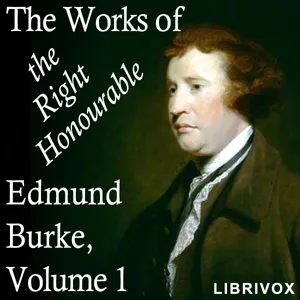 The Works of
the
Right
Honourable
Edmund
Burke,
Volume 1
LIBRIVOX